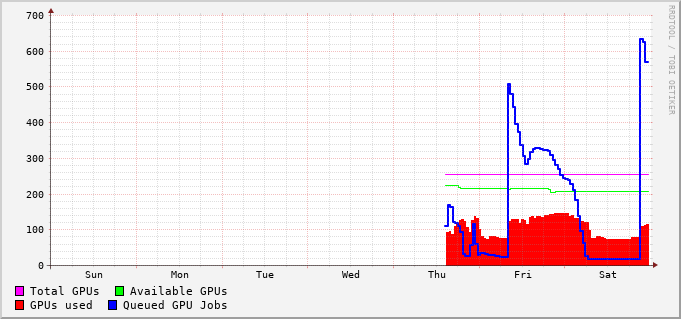 RRDTOOL / TOBI OETIKER
700
600
500
400
300
200
100
0
Sun Mon Tue Wed Thu Fri Sat
Total GPUs Available GPUs
GPUs used Queued GPU Jobs